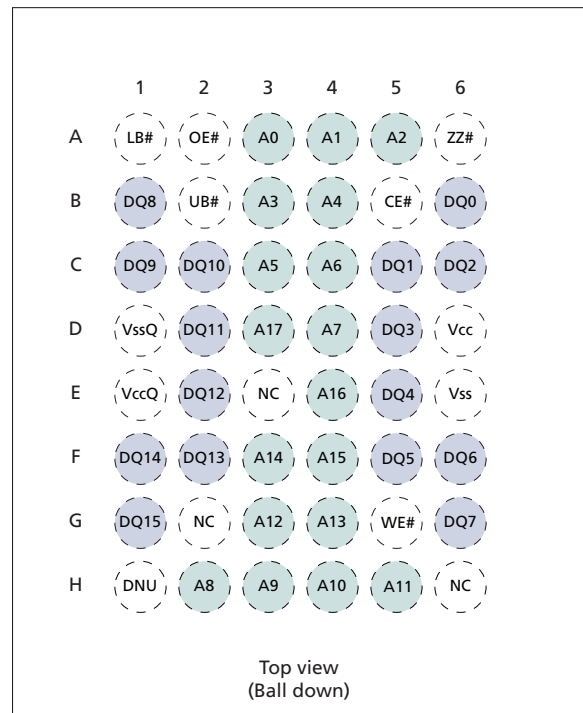 1 2 3 4 5 6
A LB# OE# A0 A1 A2 ZZ#
B DQ8 UB# A3 A4 CE# DQ0
C DQ9 DQ10 A5 A6 DQ1 DQ2
D VssQ DQ11 A17 A7 DQ3 Vcc
E VccQ DQ12 NC A16 DQ4 Vss
F DQ14 DQ13 A14 A15 DQ5 DQ6
G DQ15 NC A12 A13 WE# DQ7
H DNU A8 A9 A10 A11 NC
Top view
(Ball down)